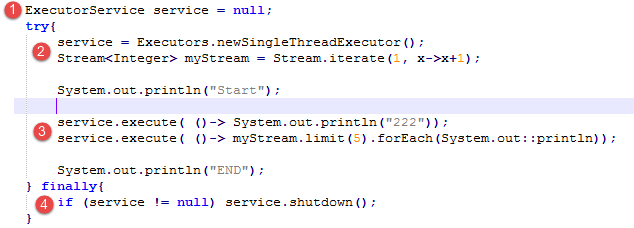 1 ExecutorService service = null;
try{
service = Executors.newSingleThreadExecutor();
2 Stream<Integer> myStream = Stream.iterate(1, x->x+1);
System.out.println("Start");
service.execute( ()-> System.out.println("222"));
3 service.execute( ()-> myStream.limit(5).forEach(System.out::println));
System.out.println("END");
} finally{
4 if (service != null) service.shutdown();
}